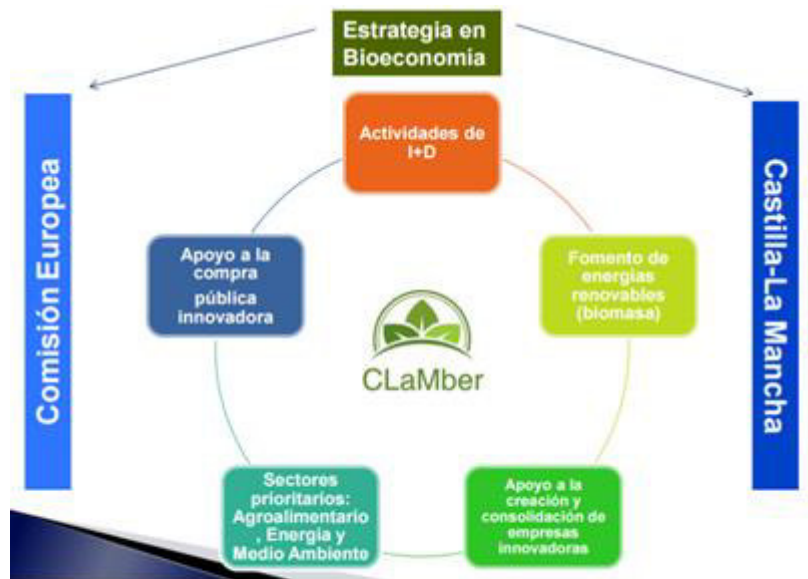 Estrategia en
Bioeconomía
Comisión Europea
Castilla-La Mancha
Actividades de
I+D
Apoyo a la
compra
pública
innovadora
Fomento de
energías
renovables
(biomasa)
CLaMber
Sectores
prioritarios:
Agroalimentario
, Energía y
Medio Ambiente
Apoyo a la
creación y
consolidación de
empresas
innovadoras